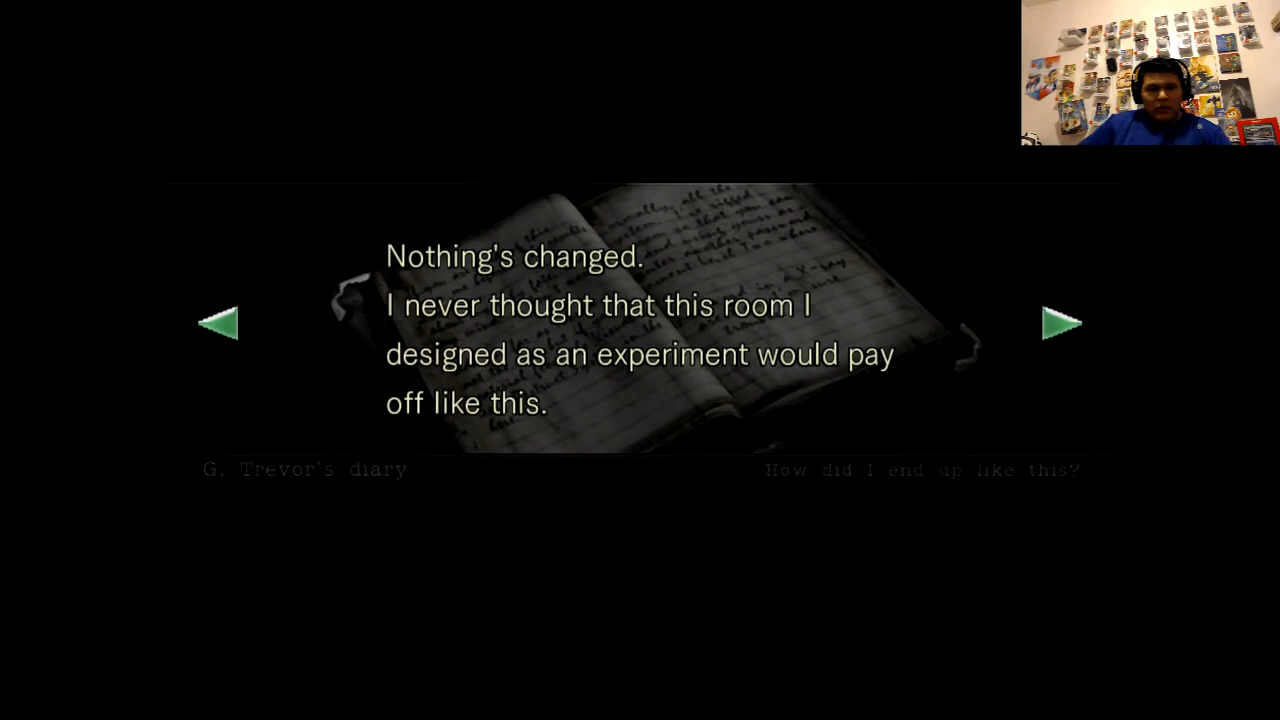 Nothing's changed.
I never thought that this room I
designed as an experiment would pay
off like this.
G. Trevor's diary
How did I end up like this?